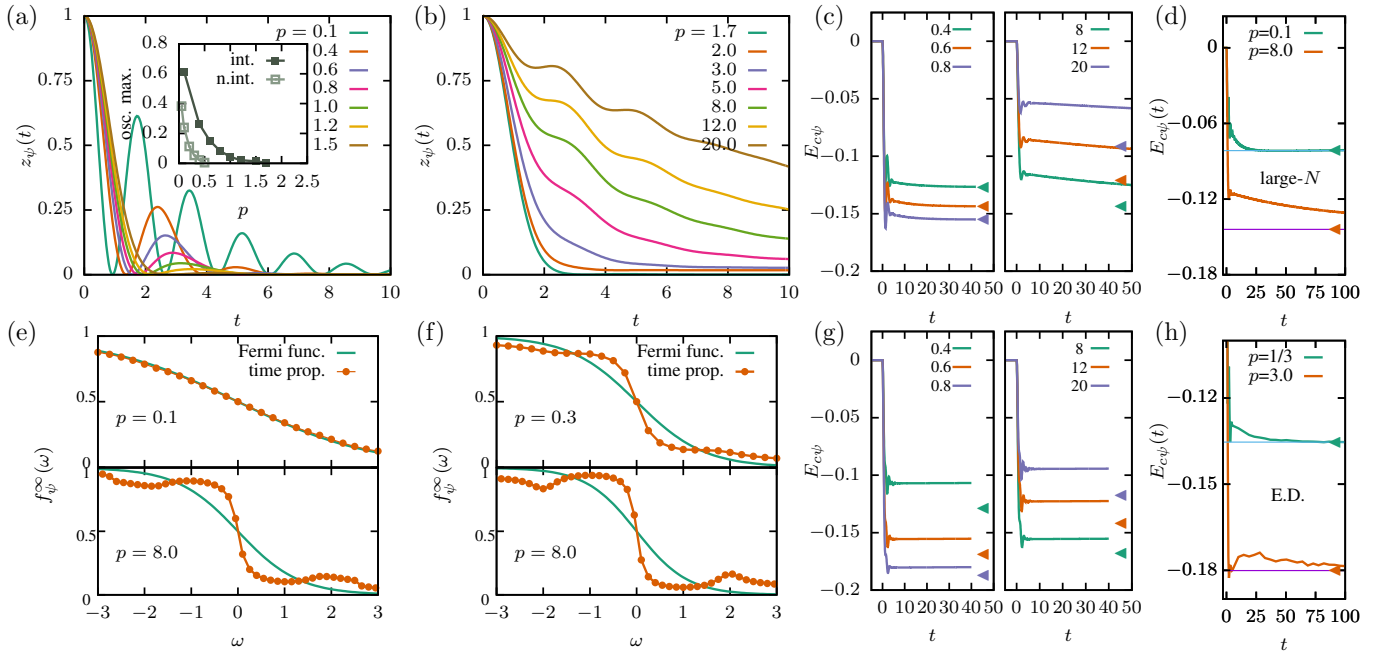 (a)
1
0.75
0.5
0.25
0
z_ψ(t)
0 2 4 6 8 10
t
p = 0.1
0.4
0.6
0.8
1.0
1.2
1.5
0.8
0.6
0.4
0.2
0
osc. max.
int.
n.int.
0 0.5 1 1.5 2 2.5
p
(b)
1
0.75
0.5
0.25
0
z_ψ(t)
0 2 4 6 8 10
t
p = 1.7
2.0
3.0
5.0
8.0
12.0
20.0
(c)
0
−0.05
−0.1
−0.15
−0.2
E_cψ
0.4
0.6
0.8
0 10 20 30 40 50
t
8
12
20
0 10 20 30 40 50
t
(d)
0
−0.06
−0.12
−0.18
E_cψ(t)
p=0.1
p=8.0
large-N
0 25 50 75 100
t
(e)
1
0.5
1
0.5
0
f_ψ^∞(ω)
Fermi func.
time prop.
p = 0.1
p = 8.0
−3 −2 −1 0 1 2 3
ω
(f)
1
0.5
1
0.5
0
f_ψ^∞(ω)
Fermi func.
time prop.
p = 0.3
p = 8.0
−3 −2 −1 0 1 2 3
ω
(g)
0
−0.05
−0.1
−0.15
−0.2
E_cψ
0.4
0.6
0.8
0 10 20 30 40 50
t
8
12
20
0 10 20 30 40 50
t
(h)
−0.12
−0.15
−0.18
E_cψ(t)
p=1/3
p=3.0
E.D.
0 25 50 75 100
t